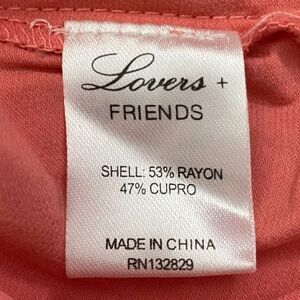 Lovers +
FRIENDS
SHELL: 53% RAYON
47% CUPRO
MADE IN CHINA
RN132829